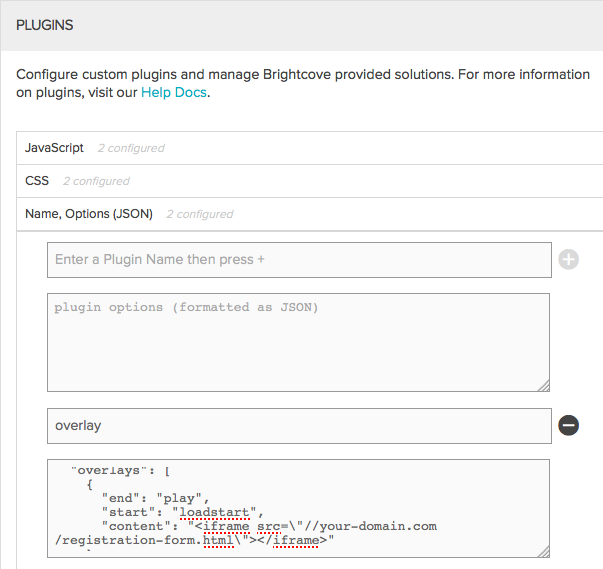 PLUGINS
Configure custom plugins and manage Brightcove provided solutions. For more information
on plugins, visit our Help Docs.
JavaScript 2 configured
CSS 2 configured
Name, Options (JSON) 2 configured
Enter a Plugin Name then press +
plugin options (formatted as JSON)
overlay
"overlays": [
{
"end": "play",
"start": "loadstart",
"content": "<iframe src=\"//your-domain.com
/registration-form.html\"></iframe>"